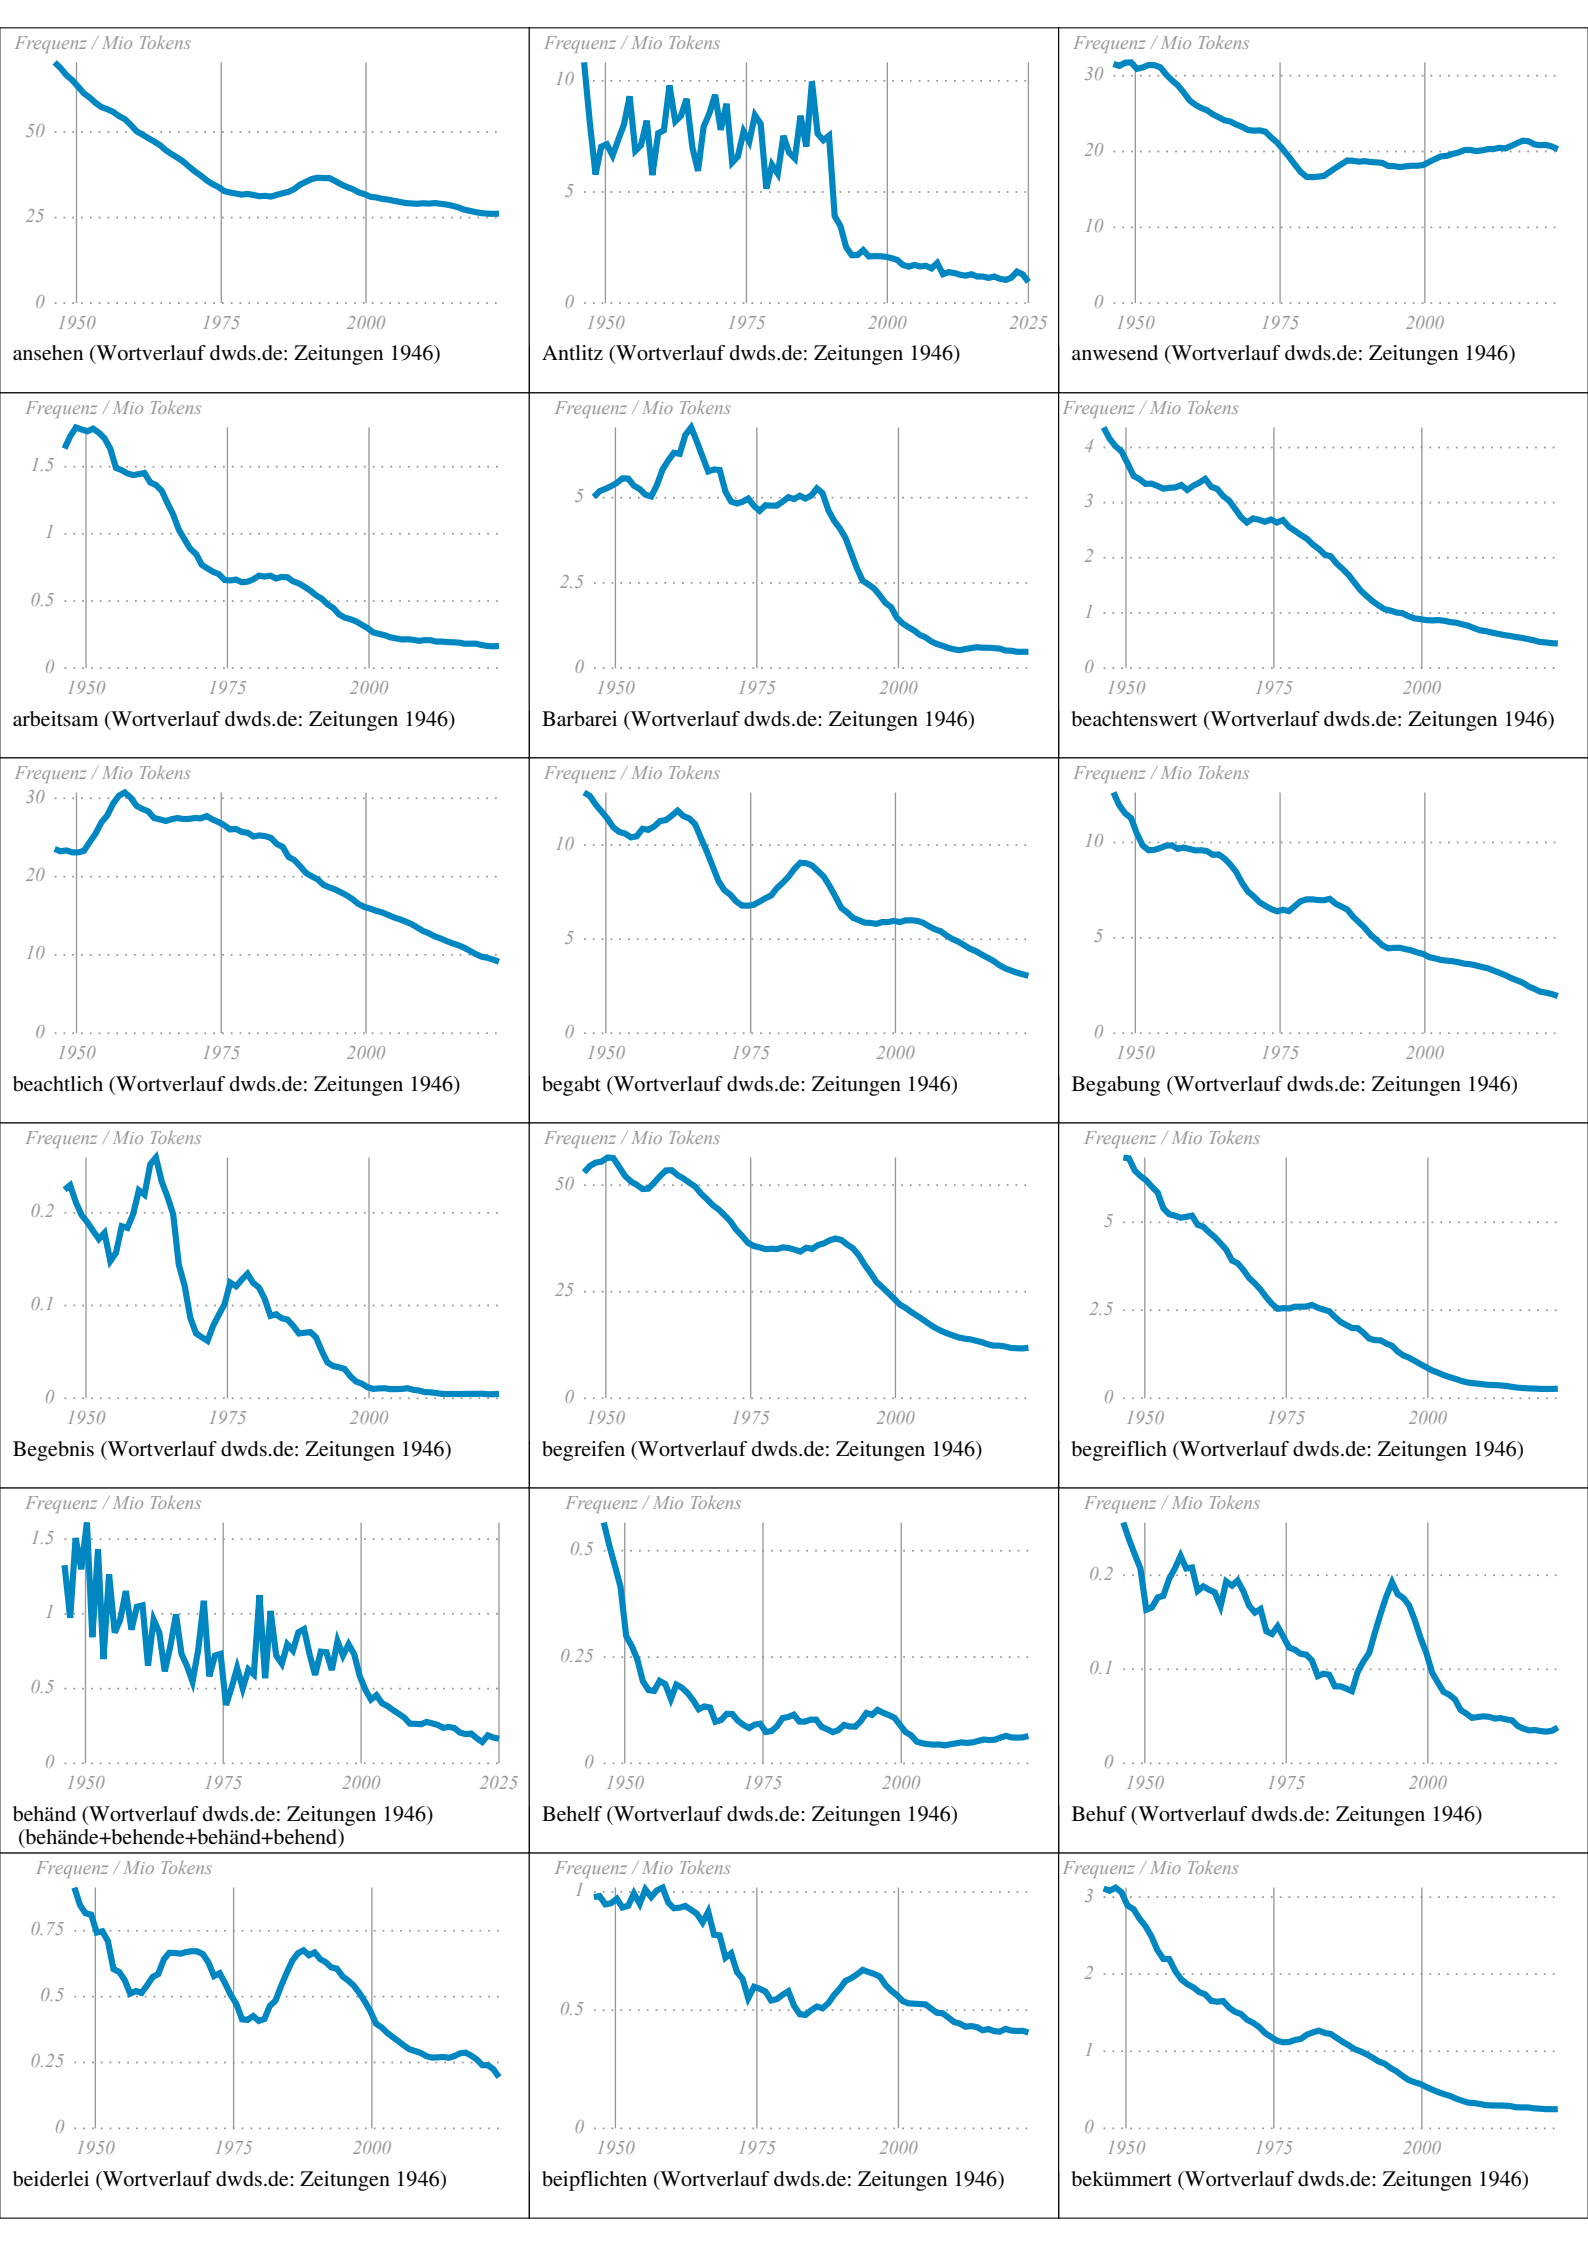 Frequenz / Mio Tokens
50
25
0
1950 1975 2000
ansehen (Wortverlauf dwds.de: Zeitungen 1946)
Frequenz / Mio Tokens
10
5
0
1950 1975 2000 2025
Antlitz (Wortverlauf dwds.de: Zeitungen 1946)
Frequenz / Mio Tokens
30
20
10
0
1950 1975 2000
anwesend (Wortverlauf dwds.de: Zeitungen 1946)
Frequenz / Mio Tokens
1.5
1
0.5
0
1950 1975 2000
arbeitsam (Wortverlauf dwds.de: Zeitungen 1946)
Frequenz / Mio Tokens
5
2.5
0
1950 1975 2000
Barbarei (Wortverlauf dwds.de: Zeitungen 1946)
Frequenz / Mio Tokens
4
3
2
1
0
1950 1975 2000
beachtenswert (Wortverlauf dwds.de: Zeitungen 1946)
Frequenz / Mio Tokens
30
20
10
0
1950 1975 2000
beachtlich (Wortverlauf dwds.de: Zeitungen 1946)
Frequenz / Mio Tokens
10
5
0
1950 1975 2000
begabt (Wortverlauf dwds.de: Zeitungen 1946)
Frequenz / Mio Tokens
10
5
0
1950 1975 2000
Begabung (Wortverlauf dwds.de: Zeitungen 1946)
Frequenz / Mio Tokens
0.2
0.1
0
1950 1975 2000
Begebnis (Wortverlauf dwds.de: Zeitungen 1946)
Frequenz / Mio Tokens
50
25
0
1950 1975 2000
begreifen (Wortverlauf dwds.de: Zeitungen 1946)
Frequenz / Mio Tokens
5
2.5
0
1950 1975 2000
begreiflich (Wortverlauf dwds.de: Zeitungen 1946)
Frequenz / Mio Tokens
1.5
1
0.5
0
1950 1975 2000 2025
behänd (Wortverlauf dwds.de: Zeitungen 1946)
(behände+behende+behänd+behend)
Frequenz / Mio Tokens
0.5
0.25
0
1950 1975 2000
Behelf (Wortverlauf dwds.de: Zeitungen 1946)
Frequenz / Mio Tokens
0.2
0.1
0
1950 1975 2000
Behuf (Wortverlauf dwds.de: Zeitungen 1946)
Frequenz / Mio Tokens
0.75
0.5
0.25
0
1950 1975 2000
beiderlei (Wortverlauf dwds.de: Zeitungen 1946)
Frequenz / Mio Tokens
1
0.5
0
1950 1975 2000
beipflichten (Wortverlauf dwds.de: Zeitungen 1946)
Frequenz / Mio Tokens
3
2
1
0
1950 1975 2000
bekümmert (Wortverlauf dwds.de: Zeitungen 1946)